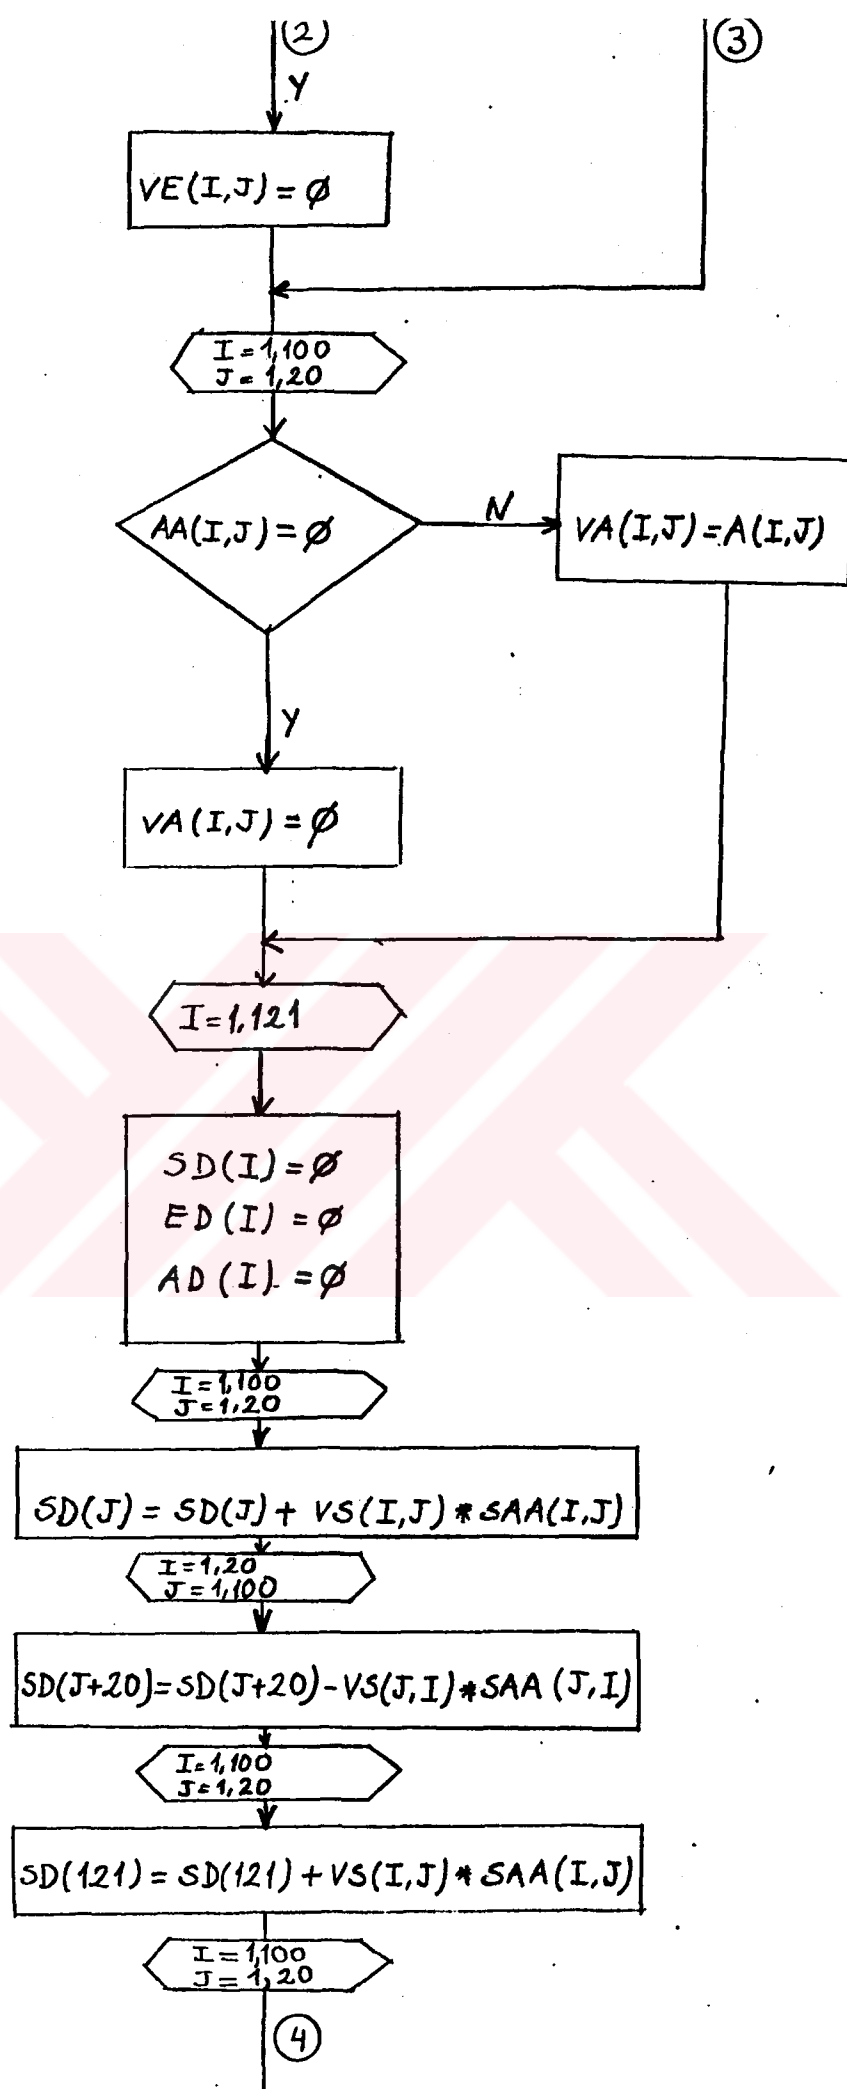 2
3
Y
VE(I,J)=Ø
I=1,100
J=1,20
AA(I,J)=Ø
N
VA(I,J)=A(I,J)
Y
VA(I,J)=Ø
I=1,121
SD(I)=Ø
ED(I)=Ø
AD(I)=Ø
I=1,100
J=1,20
SD(J)=SD(J)+VS(I,J)*SAA(I,J)
I=1,20
J=1,100
SD(J+20)=SD(J+20)-VS(J,I)*SAA(J,I)
I=1,100
J=1,20
SD(121)=SD(121)+VS(I,J)*SAA(I,J)
I=1,100
J=1,20
4